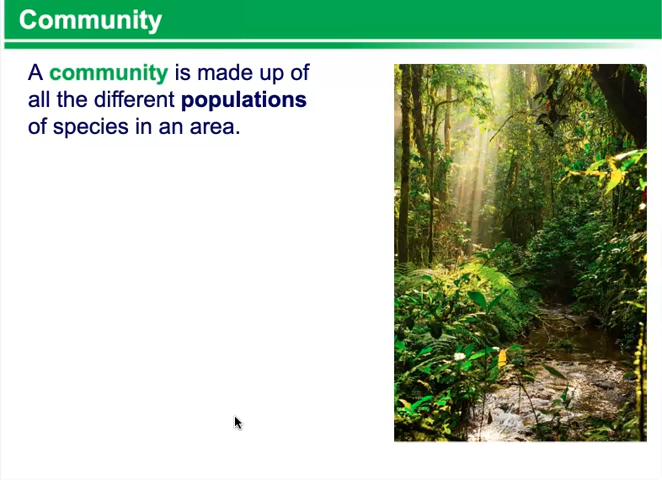 Community
A community is made up of
all the different populations
of species in an area.